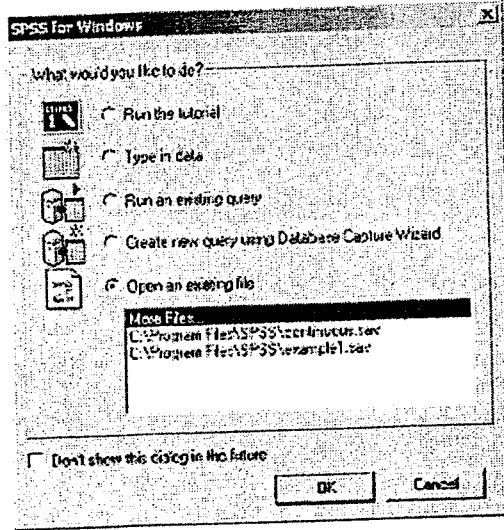 SPSS for Windows
What would you like to do?
Run the tutorial
Type in data
Run an existing query
Create new query using Database Capture Wizard
Open an existing file
More Files...
C:\Program Files\SPSS\continuous.sav
C:\Program Files\SPSS\example1.sav
Don't show this dialog in the future
OK
Cancel